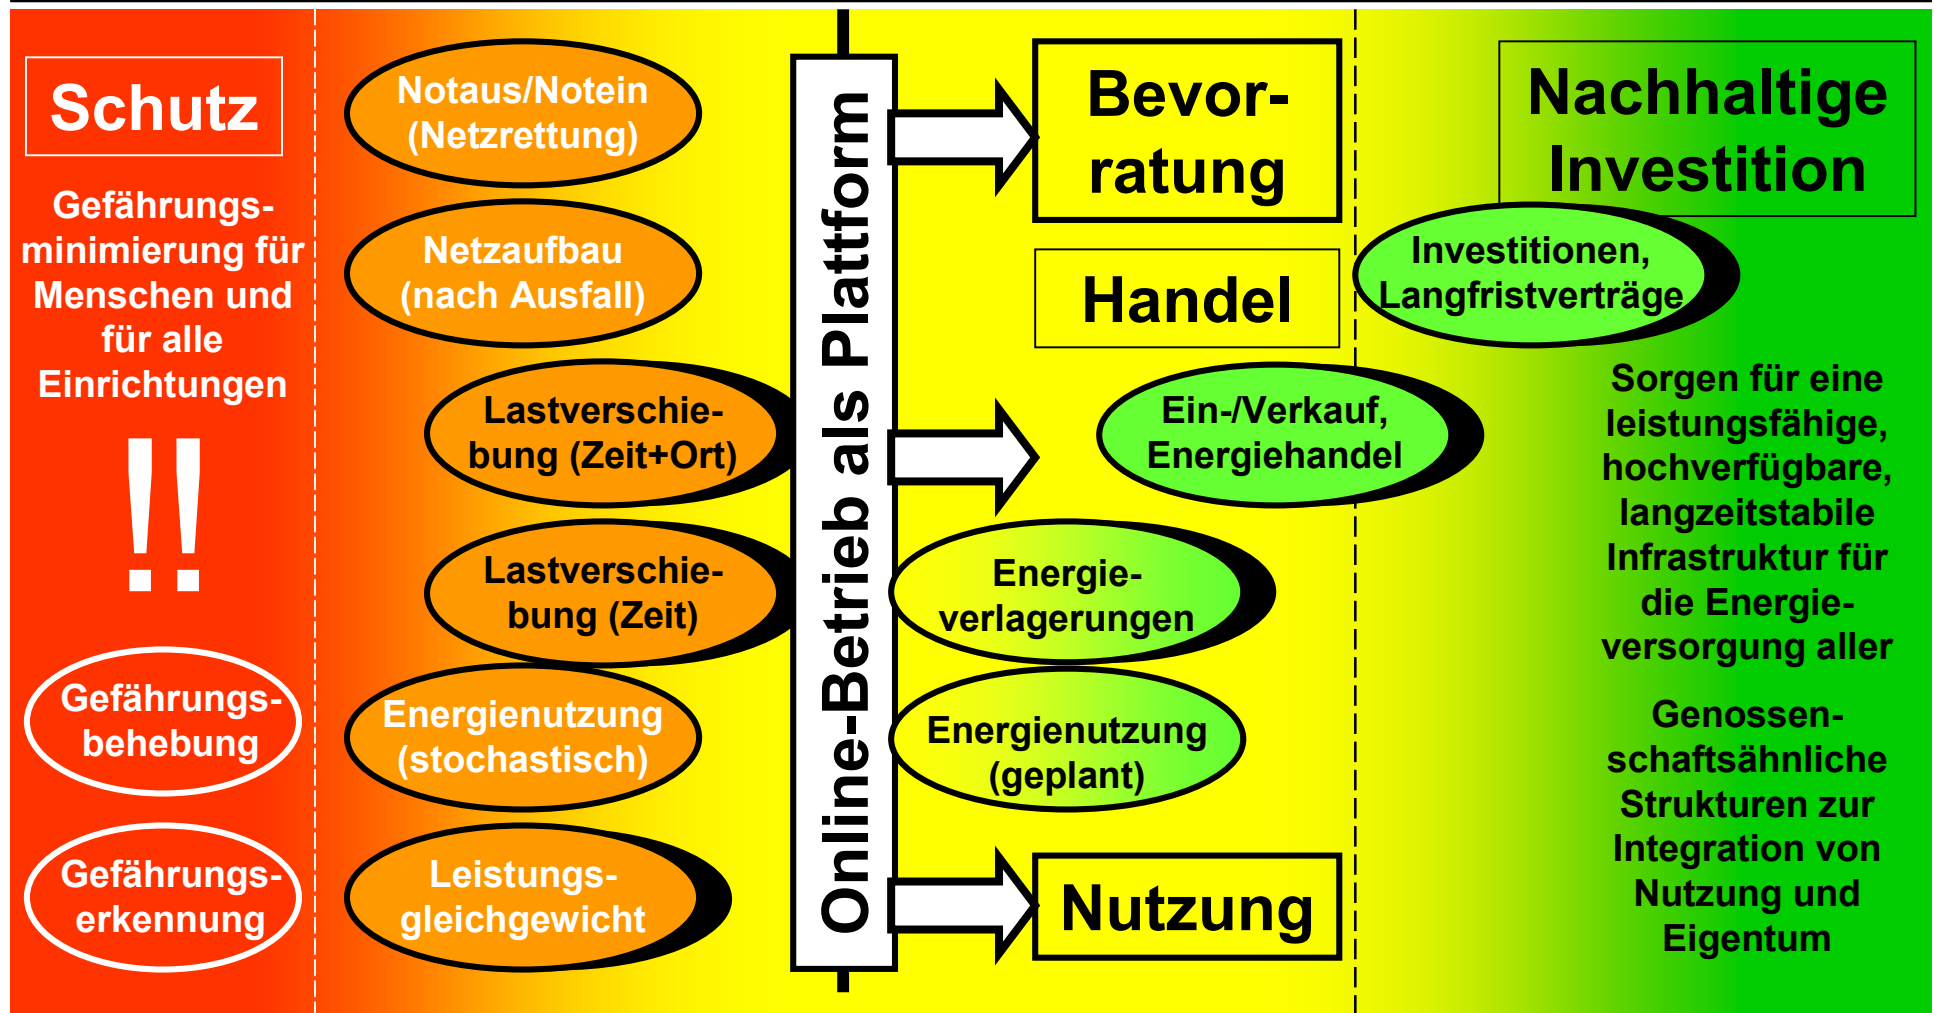 Schutz
Gefährungs-
minimierung für
Menschen und
für alle
Einrichtungen
!!
Gefährungs-
behebung
Gefährungs-
erkennung
Notaus/Notein
(Netzrettung)
Netzaufbau
(nach Ausfall)
Lastverschie-
bung (Zeit+Ort)
Lastverschie-
bung (Zeit)
Energienutzung
(stochastisch)
Leistungs-
gleichgewicht
Online-Betrieb als Plattform
Bevor-
ratung
Handel
Ein-/Verkauf,
Energiehandel
Energie-
verlagerungen
Energienutzung
(geplant)
Nutzung
Nachhaltige
Investition
Investitionen,
Langfristverträge
Sorgen für eine
leistungsfähige,
hochverfügbare,
langzeitstabile
Infrastruktur für
die Energie-
versorgung aller
Genossen-
schaftsähnliche
Strukturen zur
Integration von
Nutzung und
Eigentum